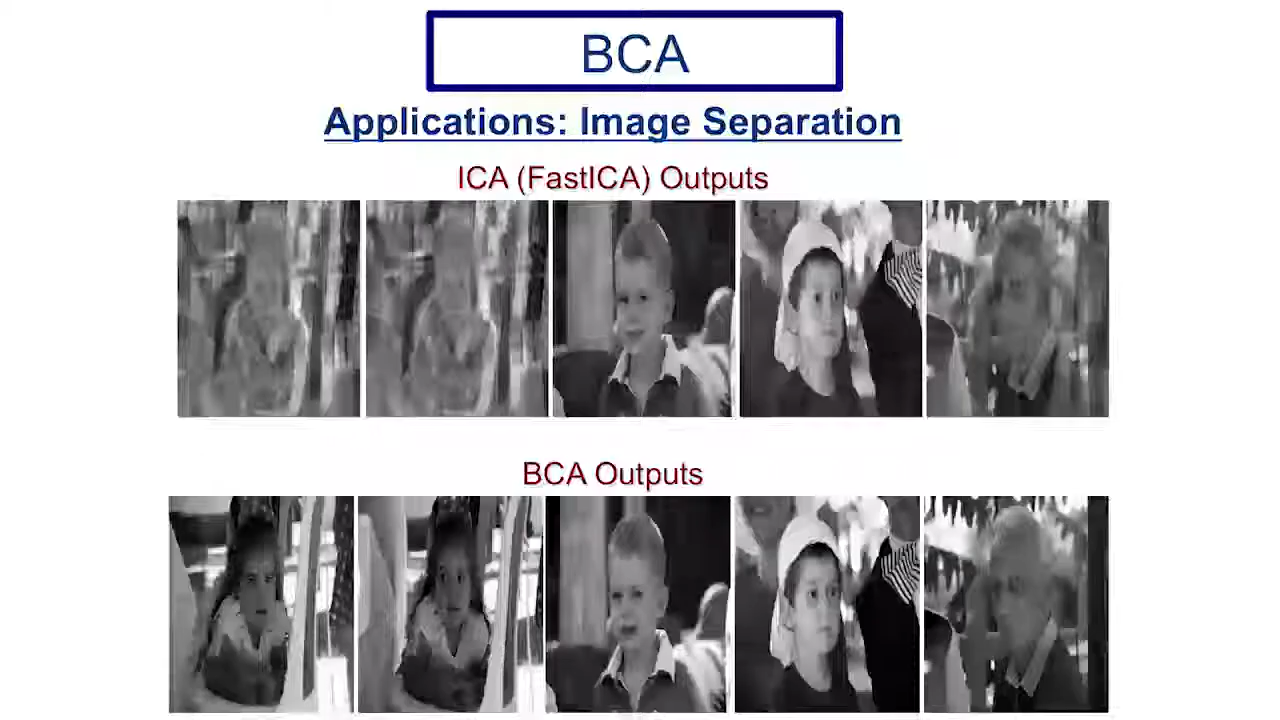 BCA
Applications: Image Separation
ICA (FastICA) Outputs
BCA Outputs